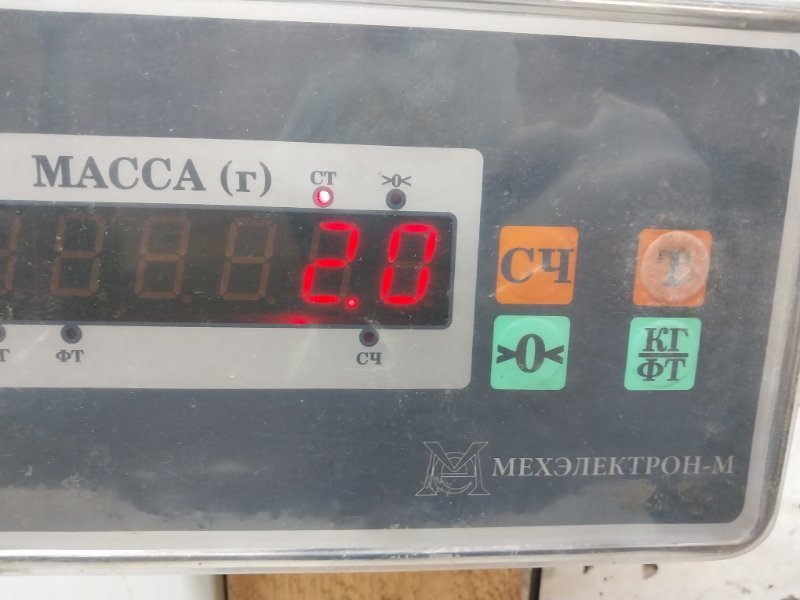 МАССА (г)
СТ
>0<
2.0
СЧ
Т
ФТ
СЧ
>0<
КГ
ФТ
МЕХЭЛЕКТРОН-М